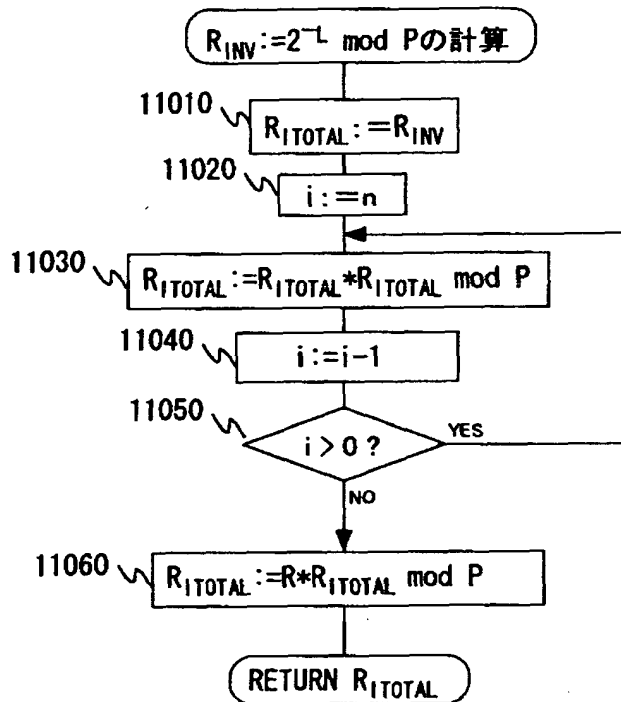 R_INV:=2^-L mod Pの計算
11010
R_ITOTAL:=R_INV
11020
i:=n
11030
R_ITOTAL:=R_ITOTAL*R_ITOTAL mod P
11040
i:=i-1
11050
i>0?
YES
NO
11060
R_ITOTAL:=R*R_ITOTAL mod P
RETURN R_ITOTAL